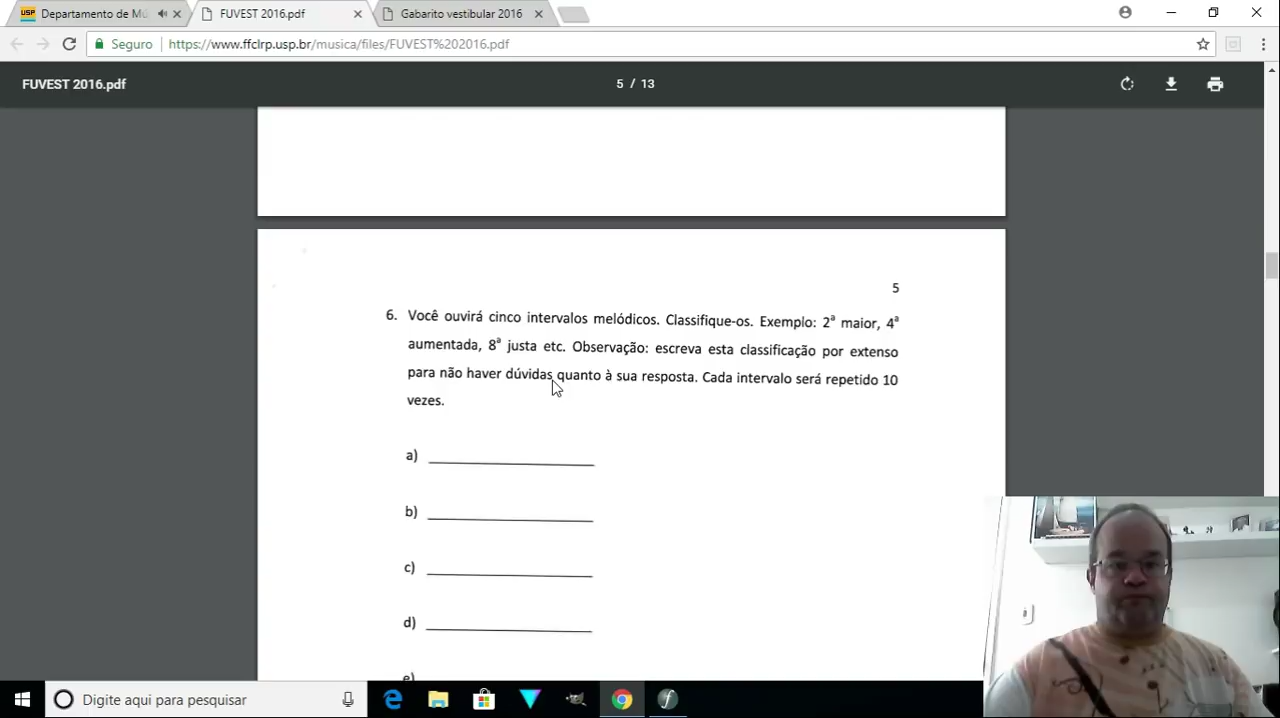 USP Departamento de Mú
FUVEST 2016.pdf
Gabarito vestibular 2016
Seguro
https://www.ffclrp.usp.br/musica/files/FUVEST%202016.pdf
FUVEST 2016.pdf
5 / 13
5
6. Você ouvirá cinco intervalos melódicos. Classifique-os. Exemplo: 2ª maior, 4ª
aumentada, 8ª justa etc. Observação: escreva esta classificação por extenso
para não haver dúvidas quanto à sua resposta. Cada intervalo será repetido 10
vezes.
a)
b)
c)
d)
e)
Digite aqui para pesquisar